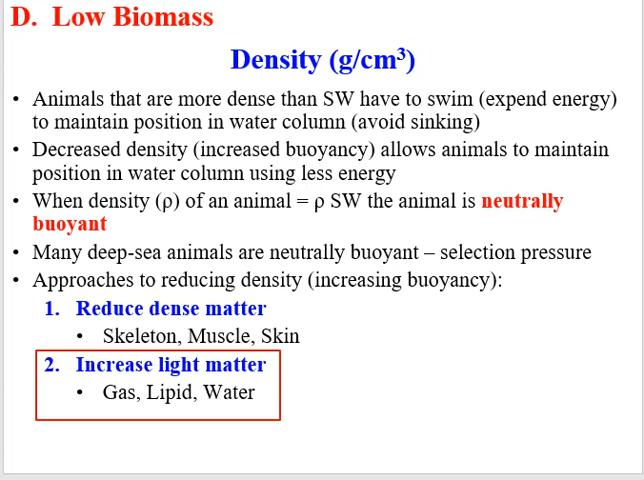 D. Low Biomass
Density (g/cm³)
• Animals that are more dense than SW have to swim (expend energy)
to maintain position in water column (avoid sinking)
• Decreased density (increased buoyancy) allows animals to maintain
position in water column using less energy
• When density (ρ) of an animal = ρ SW the animal is neutrally
buoyant
• Many deep-sea animals are neutrally buoyant – selection pressure
• Approaches to reducing density (increasing buoyancy):
1. Reduce dense matter
• Skeleton, Muscle, Skin
2. Increase light matter
• Gas, Lipid, Water